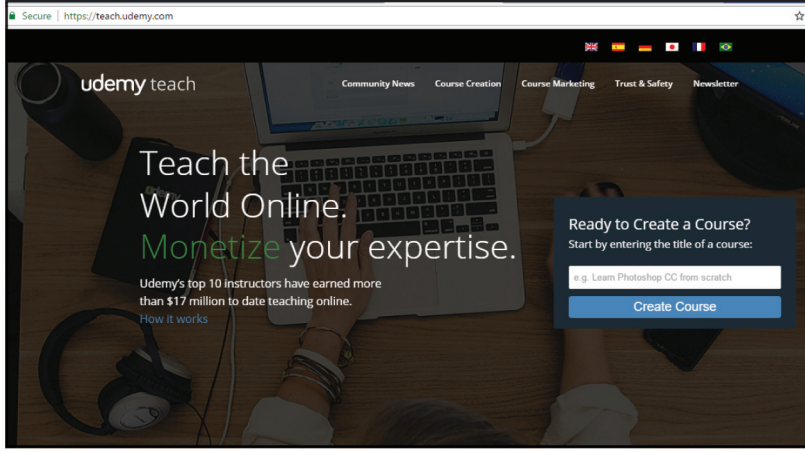 Secure | https://teach.udemy.com
udemy teach
Community News Course Creation Course Marketing Trust & Safety Newsletter
Teach the
World Online.
Monetize your expertise.
Udemy's top 10 instructors have earned more
than $17 million to date teaching online.
How it works
Ready to Create a Course?
Start by entering the title of a course:
e.g. Learn Photoshop CC from scratch
Create Course